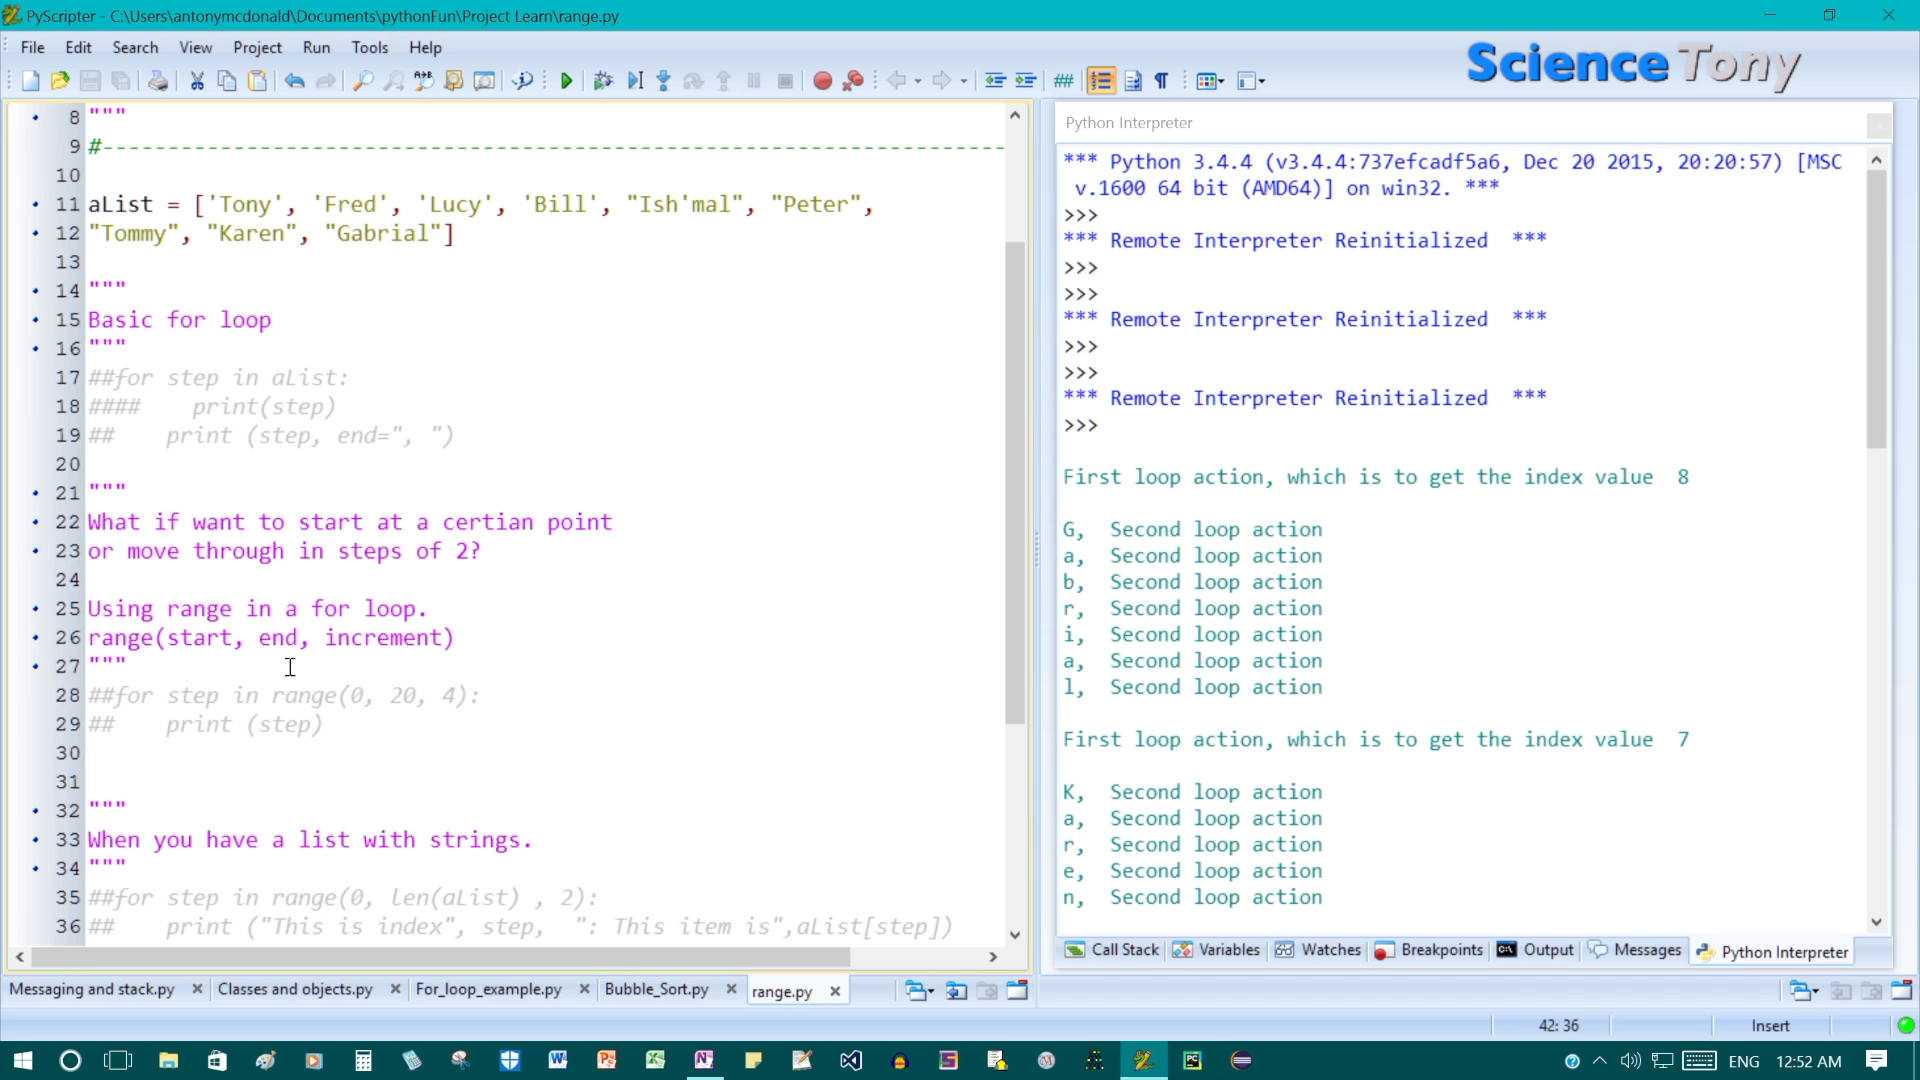 PyScripter - C:\Users\antonymcdonald\Documents\pythonFun\Project Learn\range.py
File Edit Search View Project Run Tools Help
Science Tony
8 """
9 #----------------------------------------------------------------------
10
11 aList = ['Tony', 'Fred', 'Lucy', 'Bill', "Ish'mal", "Peter",
12 "Tommy", "Karen", "Gabrial"]
13
14 """
15 Basic for loop
16 """
17 ##for step in aList:
18 ####    print(step)
19 ##    print (step, end=", ")
20
21 """
22 What if want to start at a certian point
23 or move through in steps of 2?
24
25 Using range in a for loop.
26 range(start, end, increment)
27 """
28 ##for step in range(0, 20, 4):
29 ##    print (step)
30
31
32 """
33 When you have a list with strings.
34 """
35 ##for step in range(0, len(aList) , 2):
36 ##    print ("This is index", step,  ": This item is",aList[step])
Python Interpreter
*** Python 3.4.4 (v3.4.4:737efcadf5a6, Dec 20 2015, 20:20:57) [MSC
v.1600 64 bit (AMD64)] on win32. ***
>>>
*** Remote Interpreter Reinitialized  ***
>>>
>>>
*** Remote Interpreter Reinitialized  ***
>>>
>>>
*** Remote Interpreter Reinitialized  ***
>>>
First loop action, which is to get the index value  8
G,  Second loop action
a,  Second loop action
b,  Second loop action
r,  Second loop action
i,  Second loop action
a,  Second loop action
l,  Second loop action
First loop action, which is to get the index value  7
K,  Second loop action
a,  Second loop action
r,  Second loop action
e,  Second loop action
n,  Second loop action
Call Stack Variables Watches Breakpoints Output Messages Python Interpreter
Messaging and stack.py Classes and objects.py For_loop_example.py Bubble_Sort.py range.py
42: 36 Insert
ENG 12:52 AM